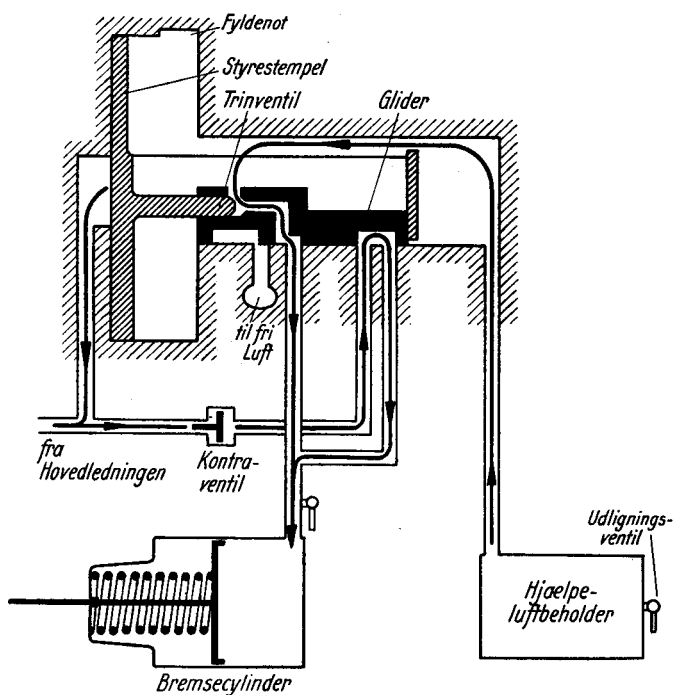 Fyldenot
Styrestempel
Trinventil
Glider
til fri
Luft
fra
Hovedledningen
Kontra-
ventil
Udlignings-
ventil
Hjælpe-
luftbeholder
Bremsecylinder